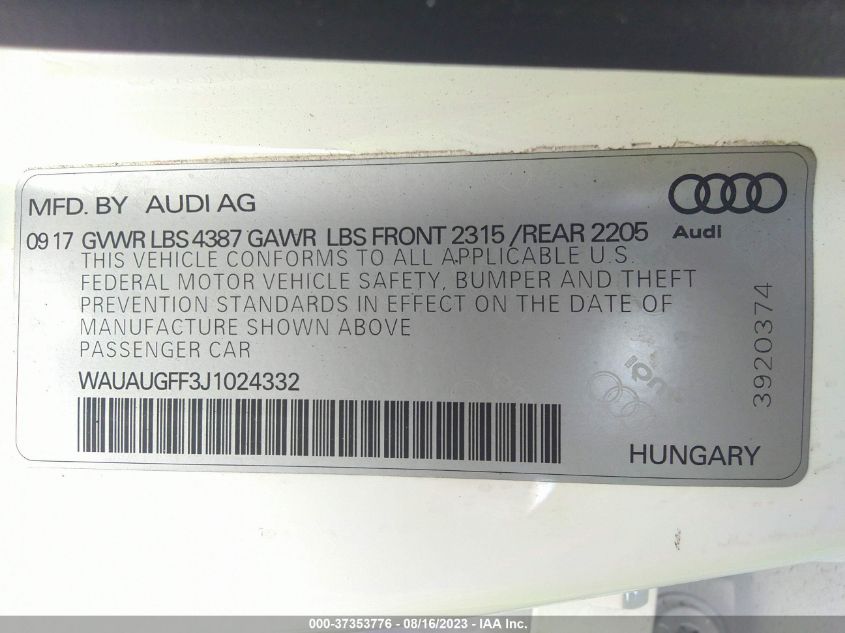 MFD. BY AUDI AG
Audi
09 17 GVWR LBS 4387 GAWR LBS FRONT 2315 /REAR 2205
THIS VEHICLE CONFORMS TO ALL APPLICABLE U.S.
FEDERAL MOTOR VEHICLE SAFETY, BUMPER AND THEFT
PREVENTION STANDARDS IN EFFECT ON THE DATE OF
MANUFACTURE SHOWN ABOVE
PASSENGER CAR
WAUAUGFF3J1024332
3920374
Audi
HUNGARY
000-37353776 - 08/16/2023 - IAA Inc.